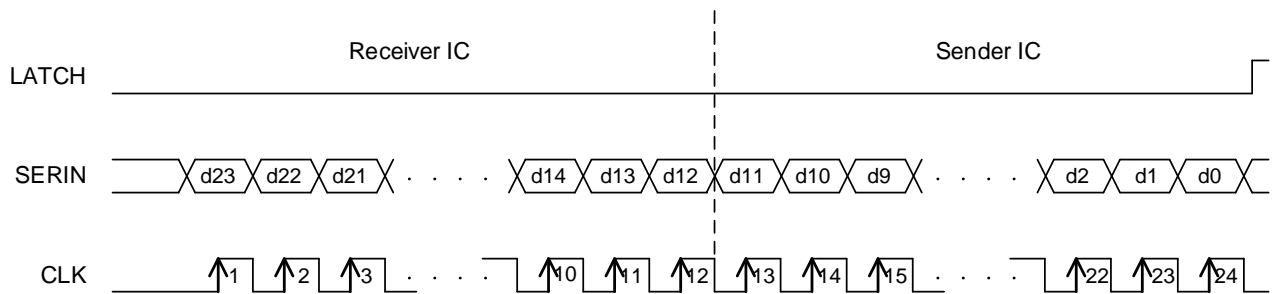 Receiver IC Sender IC
LATCH
SERIN d23 d22 d21 . . . . d14 d13 d12 d11 d10 d9 . . . . d2 d1 d0
CLK 1 2 3 . . . . 10 11 12 13 14 15 . . . . 22 23 24